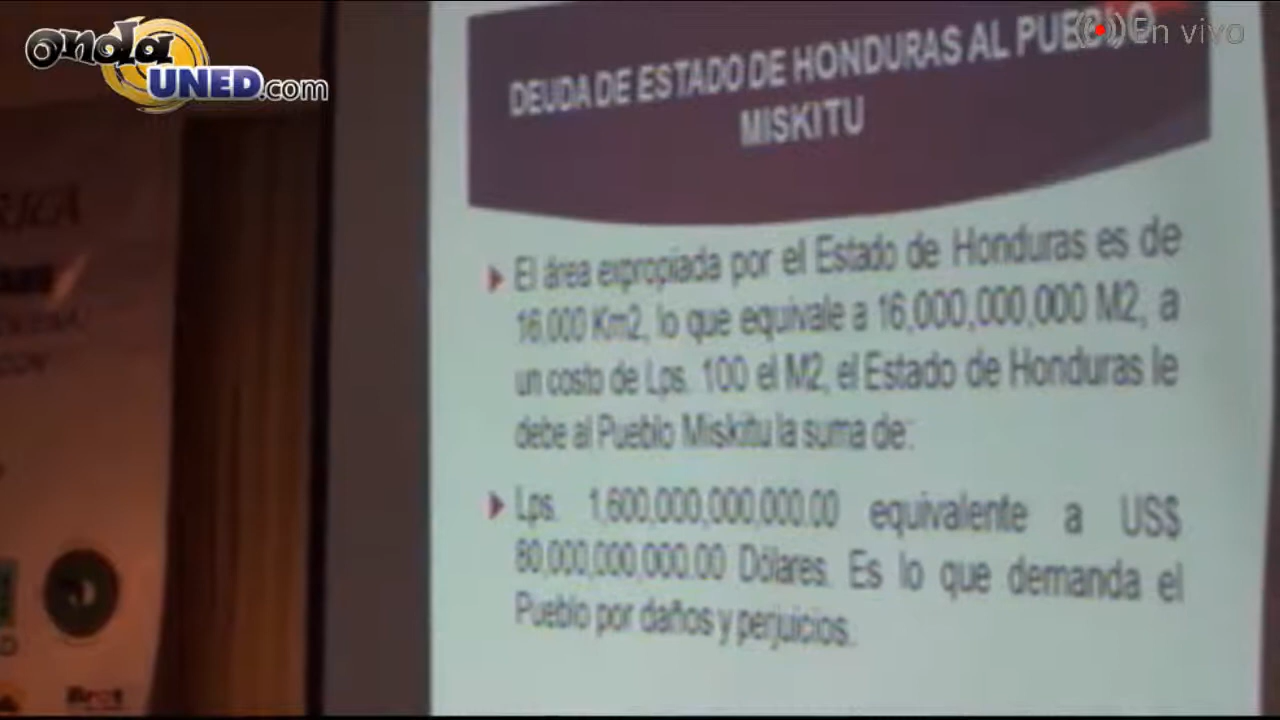 onda
UNED.com
En vivo
DEUDA DE ESTADO DE HONDURAS AL PUEBLO
MISKITU
El área expropiada por el Estado de Honduras es de
16,000 Km2, lo que equivale a 16,000,000,000 M2, a
un costo de Lps. 100 el M2, el Estado de Honduras le
debe al Pueblo Miskitu la suma de:
Lps. 1,600,000,000,000.00 equivalente a US$
80,000,000,000.00 Dólares. Es lo que demanda el
Pueblo por daños y perjuicios.